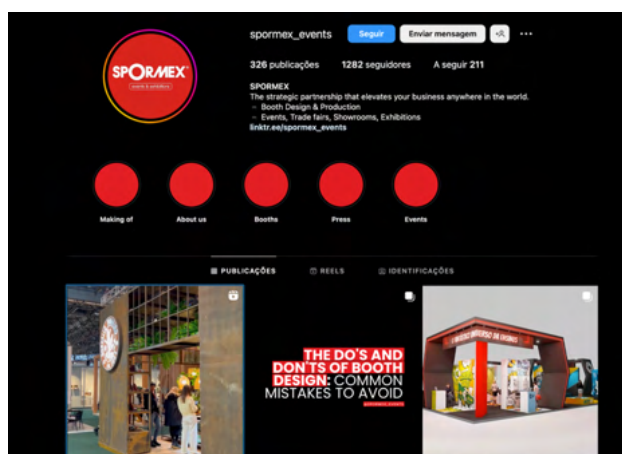 spormex_events Seguir Enviar mensagem
326 publicações 1282 seguidores A seguir 211
SPORMEX
events & exhibitions
SPORMEX
The strategic partnership that elevates your business anywhere in the world.
→ Booth Design & Production
→ Events, Trade fairs, Showrooms, Exhibitions
linktr.ee/spormex_events
Making of About us Booths Press Events
PUBLICAÇÕES REELS IDENTIFICAÇÕES
THE DO'S AND
DON'TS OF BOOTH
DESIGN: COMMON
MISTAKES TO AVOID